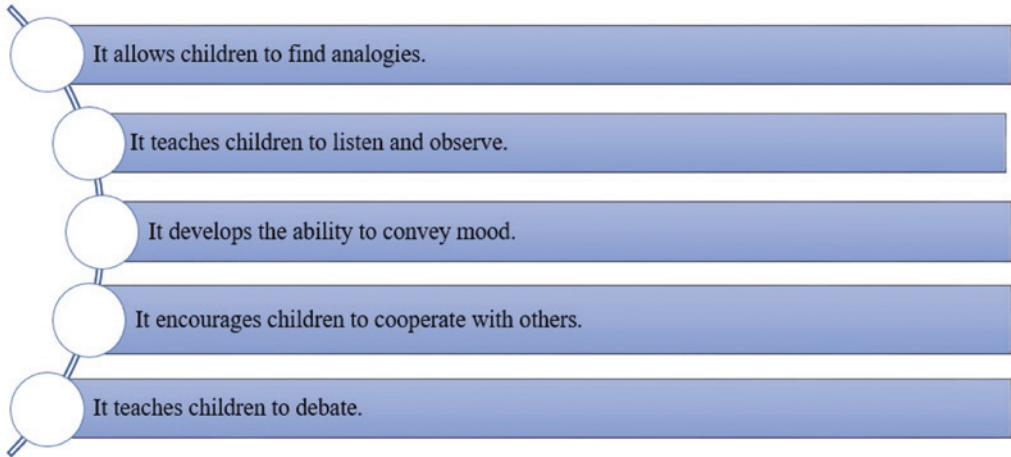 It allows children to find analogies.
It teaches children to listen and observe.
It develops the ability to convey mood.
It encourages children to cooperate with others.
It teaches children to debate.